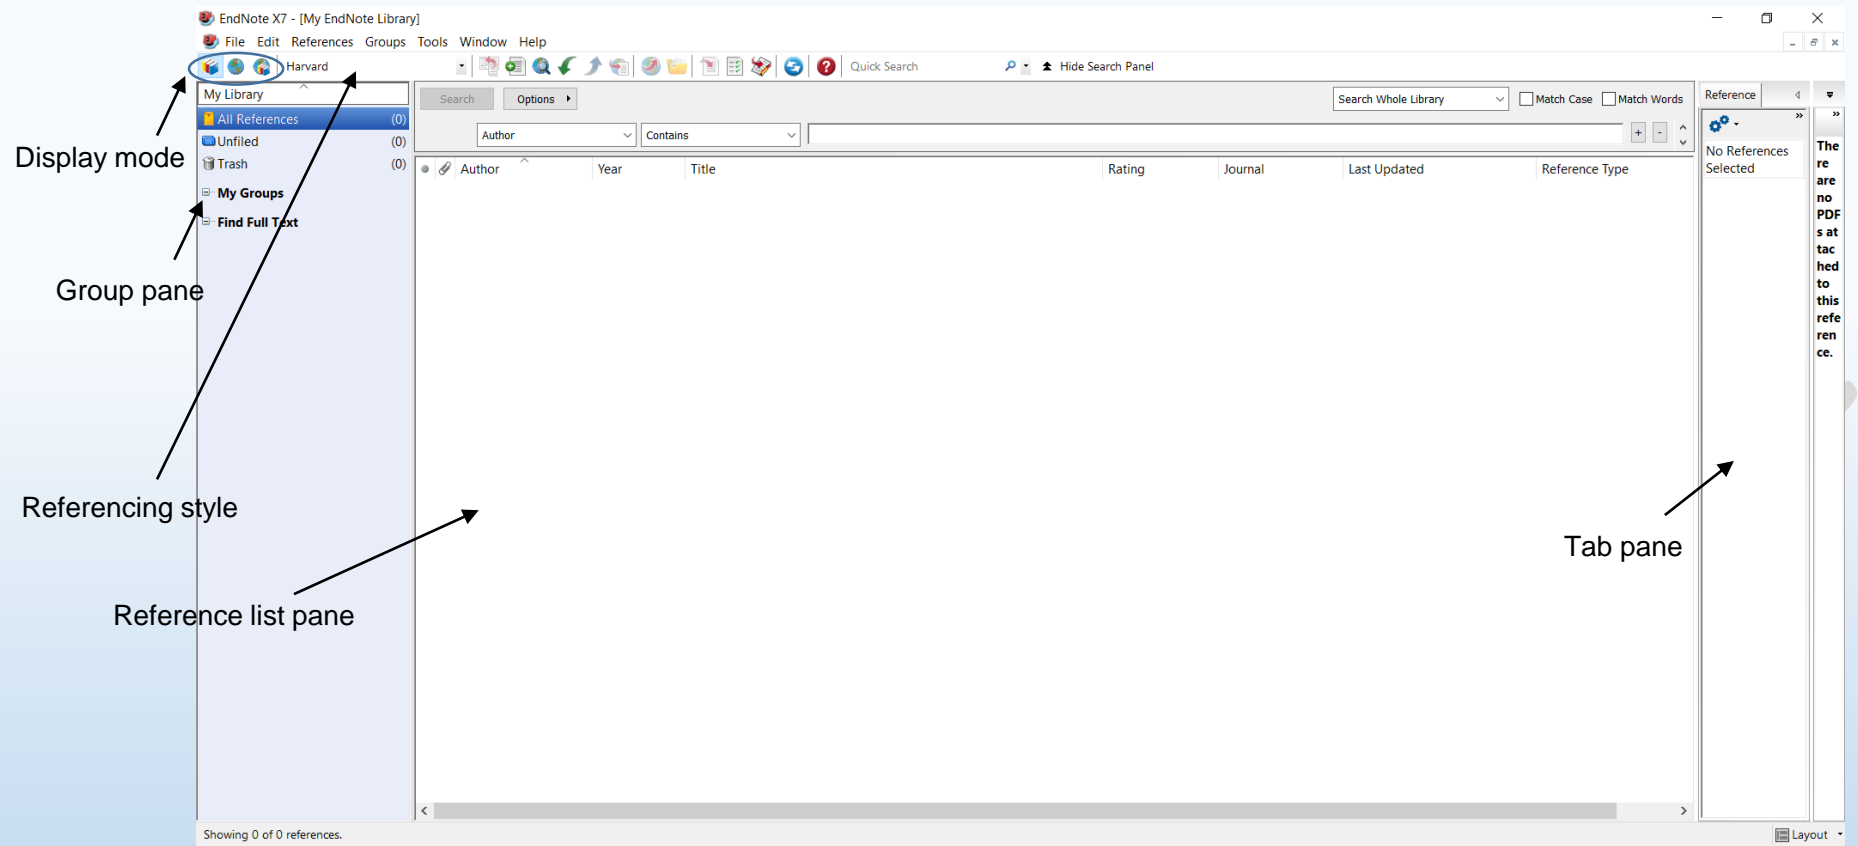 EndNote X7 - [My EndNote Library]
File Edit References Groups Tools Window Help
Harvard
Quick Search
Hide Search Panel
My Library
Search
Options
Search Whole Library
Match Case
Match Words
Reference
All References (0)
Unfiled (0)
Trash (0)
My Groups
Find Full Text
Author
Contains
+ -
Author Year Title Rating Journal Last Updated Reference Type
No References
Selected
The
re
are
no
PDF
s at
tac
hed
to
this
refe
ren
ce.
Display mode
Group pane
Referencing style
Reference list pane
Tab pane
Showing 0 of 0 references.
Layout